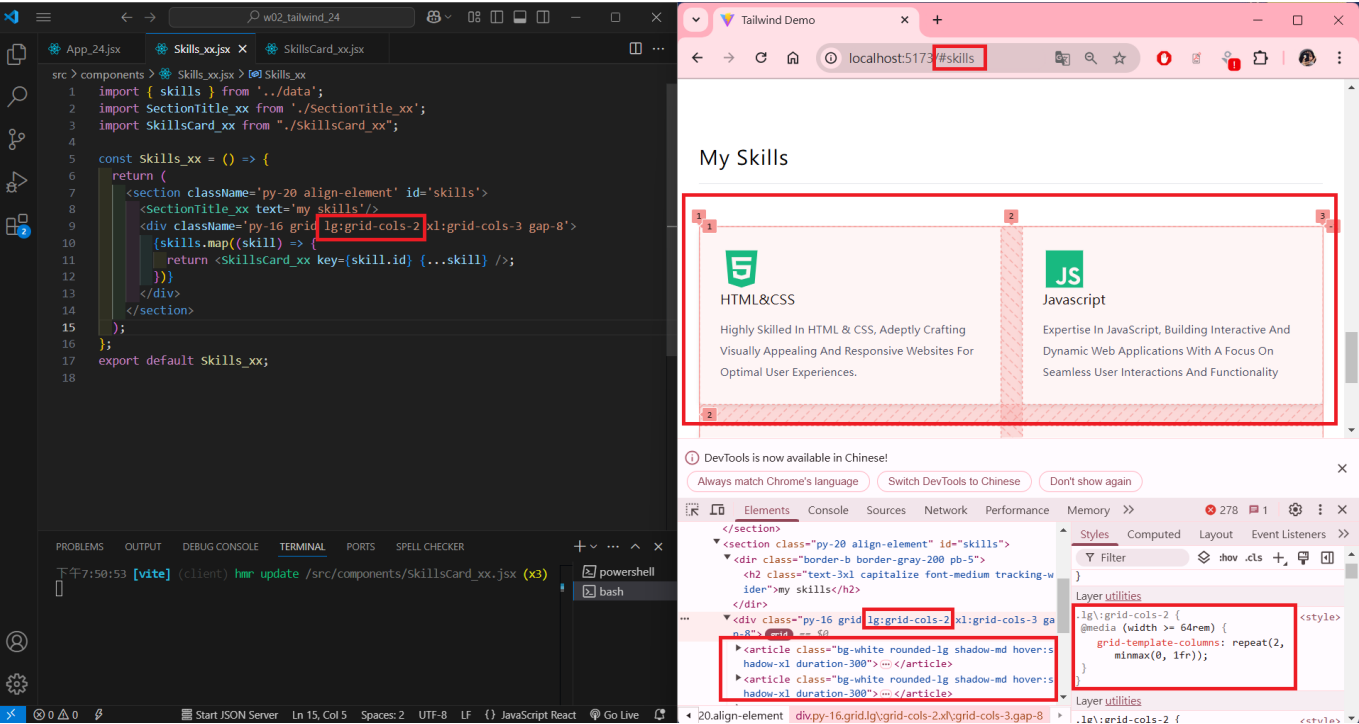 w02_tailwind_24
App_24.jsx
Skills_xx.jsx
SkillsCard_xx.jsx
src > components > Skills_xx.jsx > Skills_xx
1 import { skills } from '../data';
2 import SectionTitle_xx from './SectionTitle_xx';
3 import SkillsCard_xx from "./SkillsCard_xx";
4
5 const Skills_xx = () => {
6 return (
7 <section className='py-20 align-element' id='skills'>
8 <SectionTitle_xx text='my skills'/>
9 <div className='py-16 grid lg:grid-cols-2 xl:grid-cols-3 gap-8'>
10 {skills.map((skill) => {
11 return <SkillsCard_xx key={skill.id} {...skill} />;
12 })}
13 </div>
14 </section>
15 );
16 };
17 export default Skills_xx;
18
2
PROBLEMS OUTPUT DEBUG CONSOLE TERMINAL PORTS SPELL CHECKER
下午7:50:53 [vite] (client) hmr update /src/components/SkillsCard_xx.jsx (x3)
powershell
bash
0 0 Start JSON Server Ln 15, Col 5 Spaces: 2 UTF-8 LF {} JavaScript React Go Live
Tailwind Demo
localhost:5173/#skills
My Skills
1 2 3
1 -
HTML&CSS
Highly Skilled In HTML & CSS, Adeptly Crafting
Visually Appealing And Responsive Websites For
Optimal User Experiences.
JS
Javascript
Expertise In JavaScript, Building Interactive And
Dynamic Web Applications With A Focus On
Seamless User Interactions And Functionality
2
DevTools is now available in Chinese!
Always match Chrome's language Switch DevTools to Chinese Don't show again
Elements Console Sources Network Performance Memory 278 1
</section>
<section class="py-20 align-element" id="skills">
<dir class="border-b border-gray-200 pb-5">
<h2 class="text-3xl capitalize font-medium tracking-w
ider">my skills</h2>
</dir>
<div class="py-16 grid lg:grid-cols-2 xl:grid-cols-3 ga
p-8"> grid == $0
<article class="bg-white rounded-lg shadow-md hover:s
hadow-xl duration-300"> … </article>
<article class="bg-white rounded-lg shadow-md hover:s
hadow-xl duration-300"> … </article>
20.align-element div.py-16.grid.lg\:grid-cols-2.xl\:grid-cols-3.gap-8
Styles Computed Layout Event Listeners
Filter :hov .cls
}
Layer utilities
.lg\:grid-cols-2 { <style>
@media (width >= 64rem) {
grid-template-columns: repeat(2,
minmax(0, 1fr));
}
}
Layer utilities